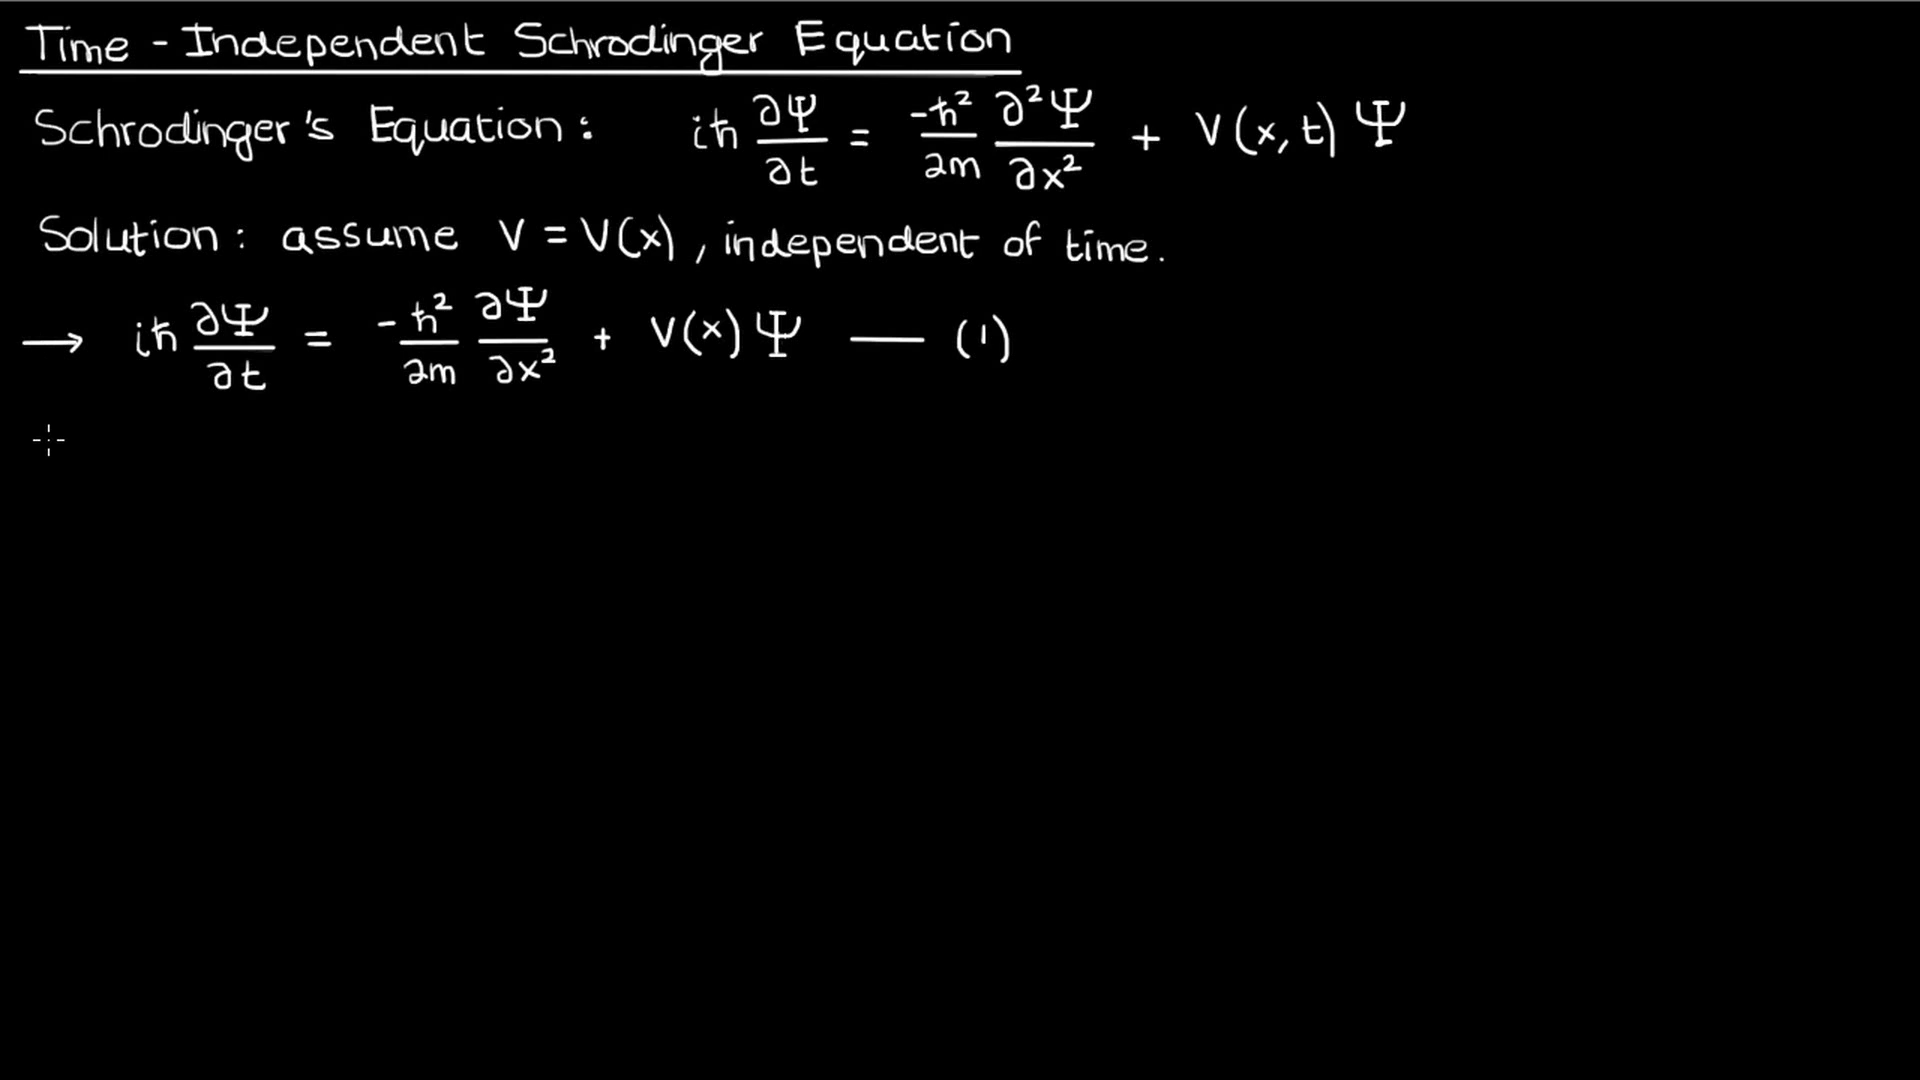 Time - Independent Schrodinger Equation
Schrodinger's Equation: iħ ∂Ψ/∂t = -ħ²/2m ∂²Ψ/∂x² + V(x,t)Ψ
Solution: assume V = V(x), independent of time.
→ iħ ∂Ψ/∂t = -ħ²/2m ∂Ψ/∂x² + V(x)Ψ — (1)